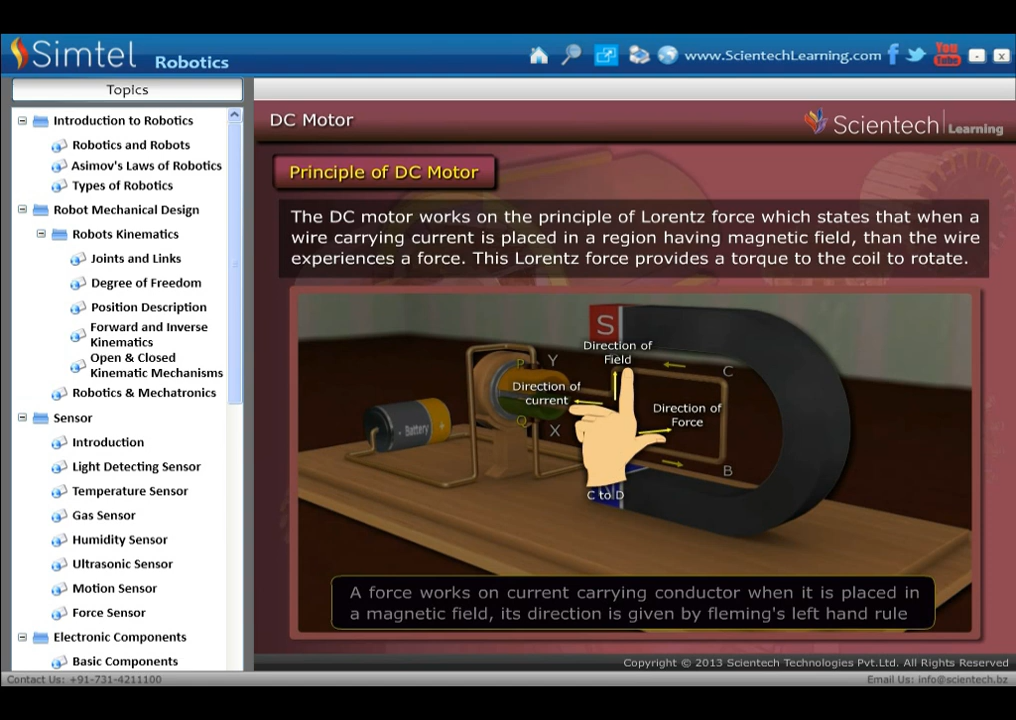 Simtel Robotics
www.ScientechLearning.com
You Tube
Topics
Introduction to Robotics
Robotics and Robots
Asimov's Laws of Robotics
Types of Robotics
Robot Mechanical Design
Robots Kinematics
Joints and Links
Degree of Freedom
Position Description
Forward and Inverse
Kinematics
Open & Closed
Kinematic Mechanisms
Robotics & Mechatronics
Sensor
Introduction
Light Detecting Sensor
Temperature Sensor
Gas Sensor
Humidity Sensor
Ultrasonic Sensor
Motion Sensor
Force Sensor
Electronic Components
Basic Components
DC Motor
Scientech Learning
Principle of DC Motor
The DC motor works on the principle of Lorentz force which states that when a
wire carrying current is placed in a region having magnetic field, than the wire
experiences a force. This Lorentz force provides a torque to the coil to rotate.
S
Direction of
Field
P
Y
C
Direction of
current
Direction of
Force
Q
X
Battery
B
C to D
A force works on current carrying conductor when it is placed in
a magnetic field, its direction is given by fleming's left hand rule
Copyright © 2013 Scientech Technologies Pvt.Ltd. All Rights Reserved
Contact Us: +91-731-4211100
Email Us: info@scientech.bz